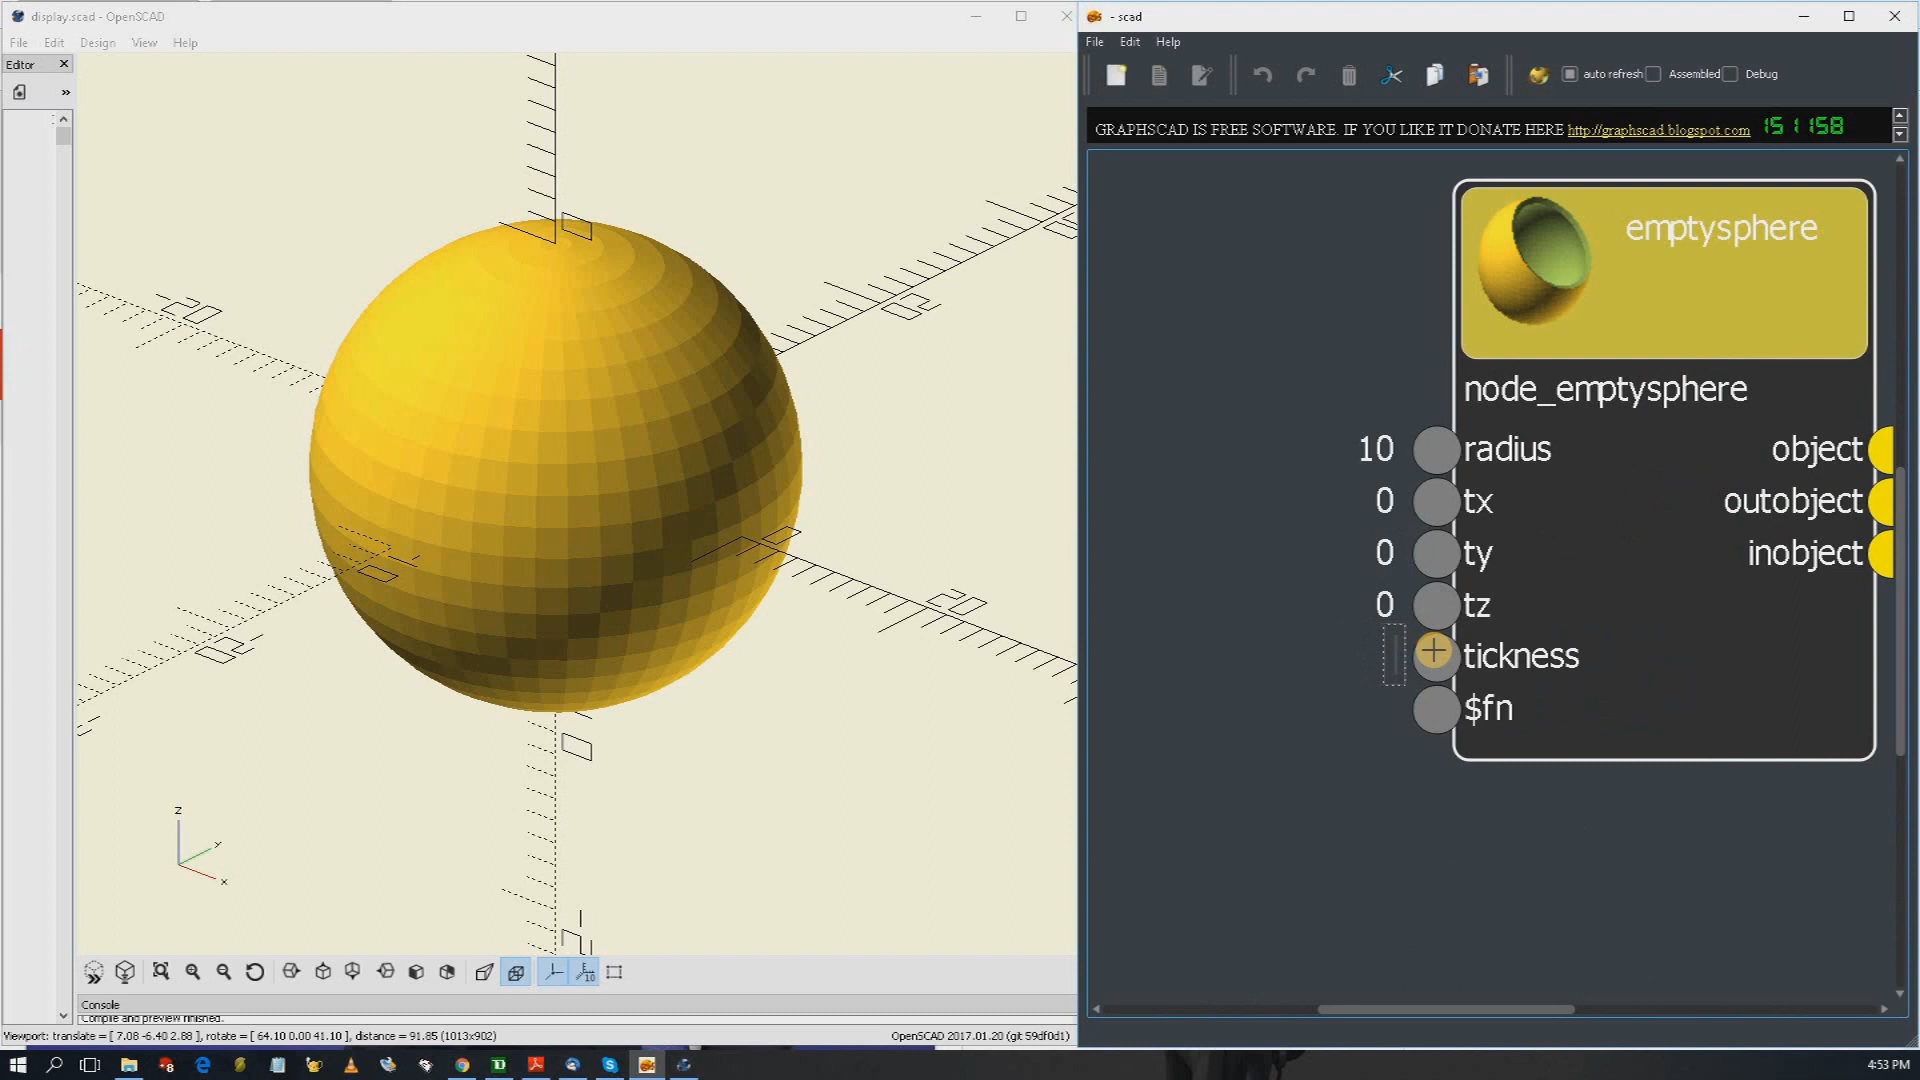 display.scad - OpenSCAD
File Edit Design View Help
Editor
»
20
20
10
Z
Y
X
Console
Compile and preview finished.
Viewport: translate = [ 7.08 -6.40 2.88 ], rotate = [ 64.10 0.00 41.10 ], distance = 91.85 (1013x902)
OpenSCAD 2017.01.20 (git 59df0d1)
- scad
File Edit Help
auto refresh Assembled Debug
GRAPHSCAD IS FREE SOFTWARE. IF YOU LIKE IT DONATE HERE http://graphscad.blogspot.com 151158
emptysphere
node_emptysphere
10 radius object
0 tx outobject
0 ty inobject
0 tz
tickness
$fn
4:53 PM